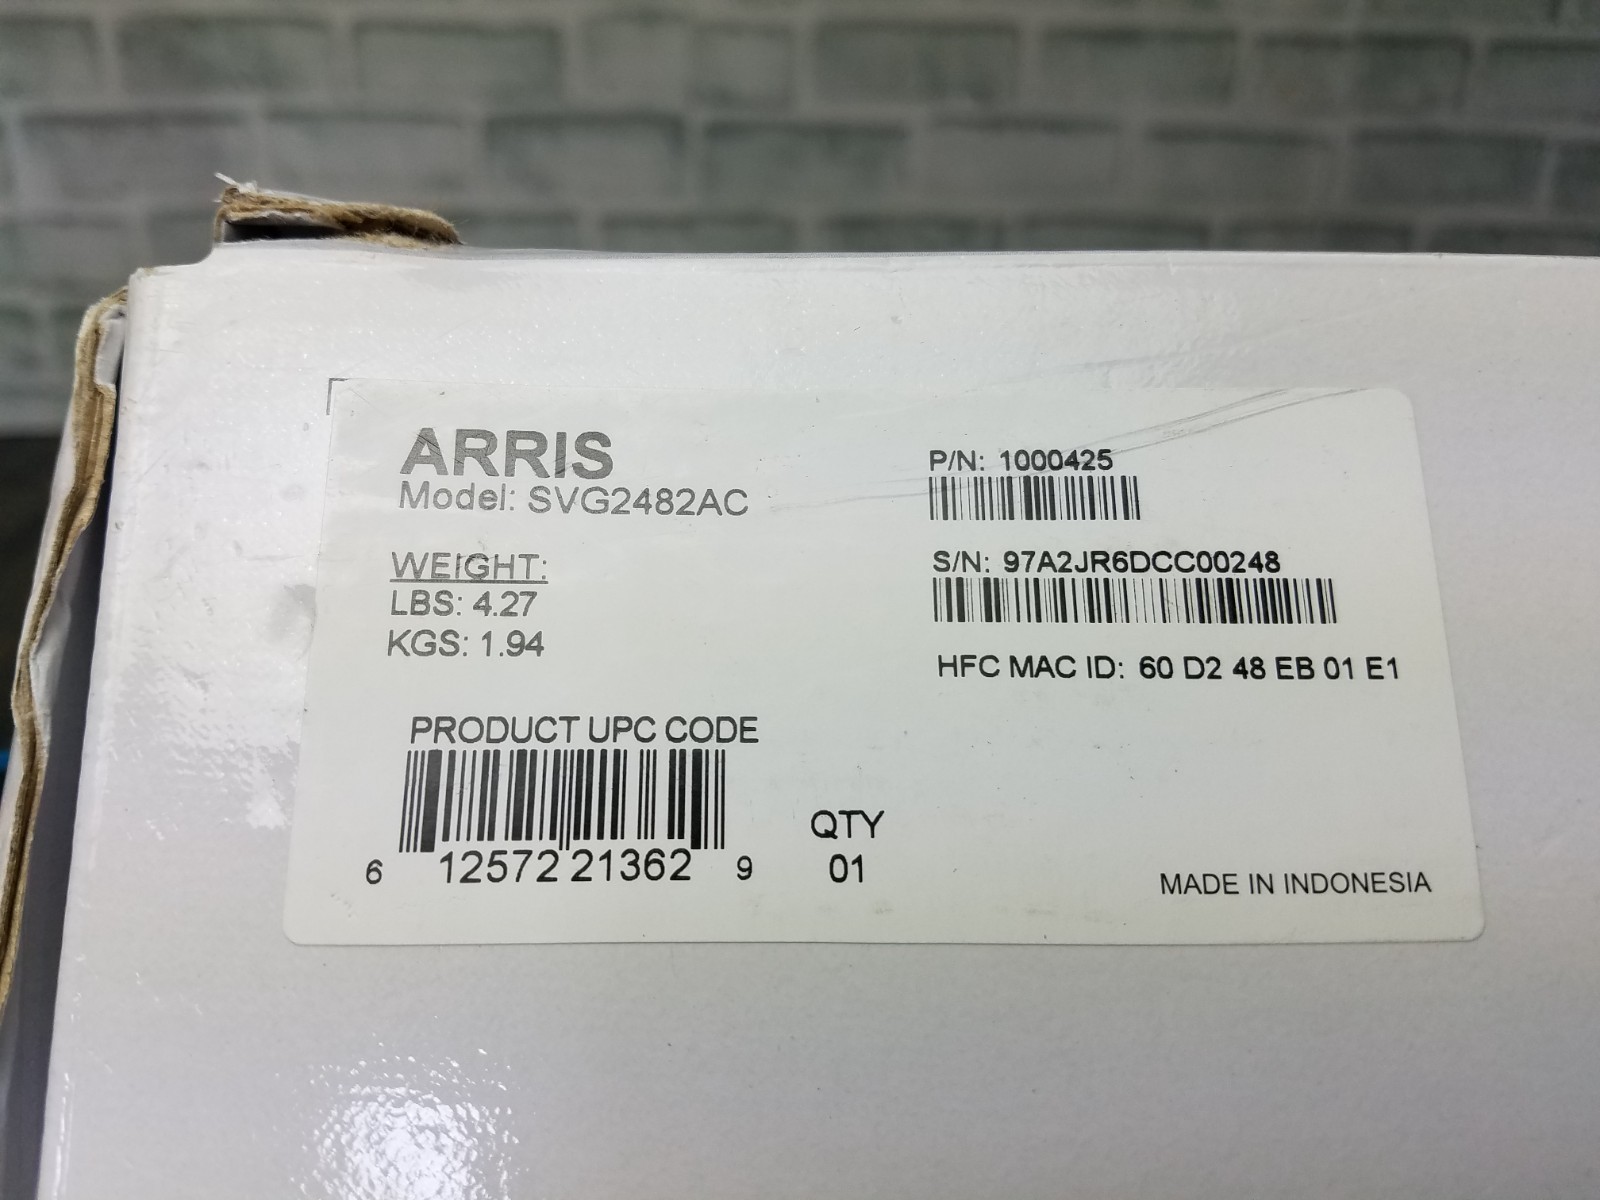 ARRIS
Model: SVG2482AC
WEIGHT:
LBS: 4.27
KGS: 1.94
PRODUCT UPC CODE
6 12572 21362 9
QTY
01
P/N: 1000425
S/N: 97A2JR6DCC00248
HFC MAC ID: 60 D2 48 EB 01 E1
MADE IN INDONESIA